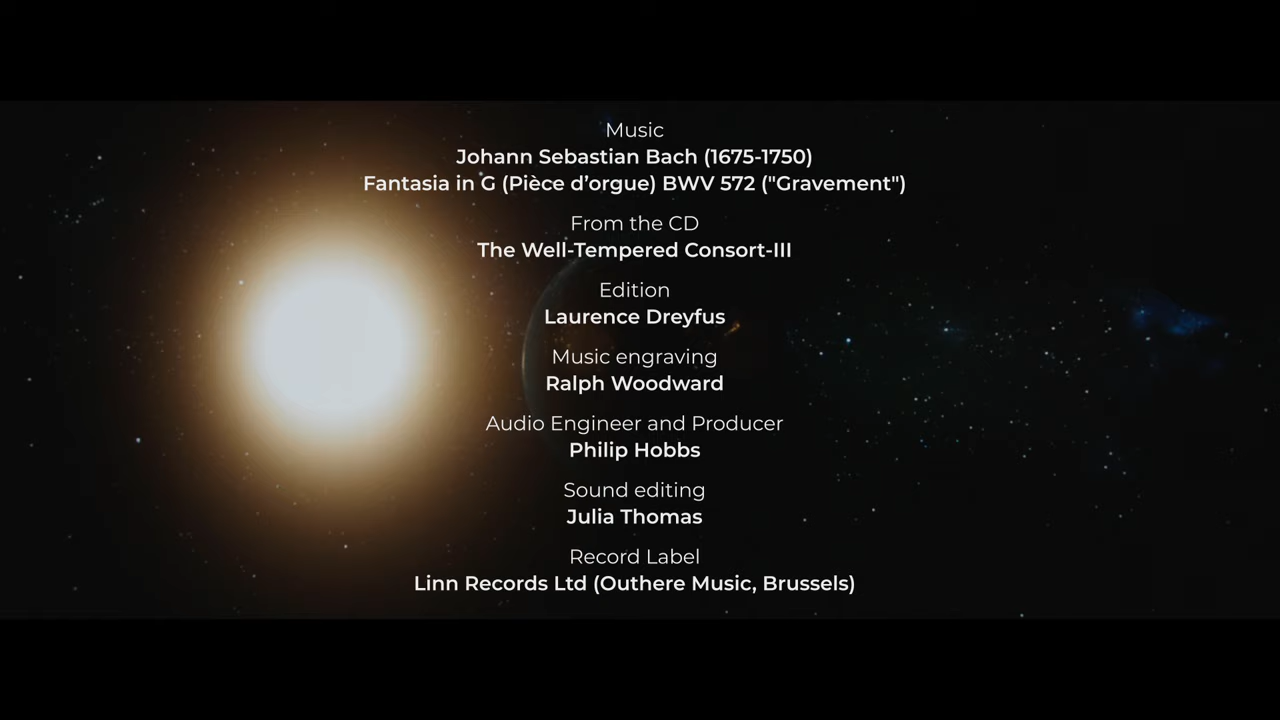 Music
Johann Sebastian Bach (1675-1750)
Fantasia in G (Pièce d’orgue) BWV 572 ("Gravement")
From the CD
The Well-Tempered Consort-III
Edition
Laurence Dreyfus
Music engraving
Ralph Woodward
Audio Engineer and Producer
Philip Hobbs
Sound editing
Julia Thomas
Record Label
Linn Records Ltd (Outhere Music, Brussels)